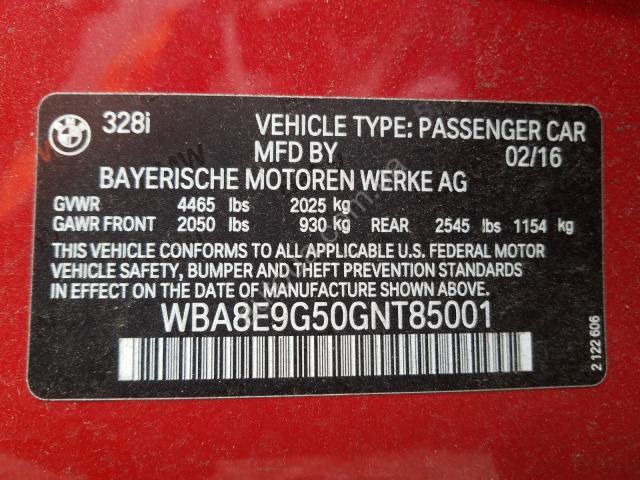 328i VEHICLE TYPE: PASSENGER CAR
MFD BY 02/16
BAYERISCHE MOTOREN WERKE AG
GVWR 4465 lbs 2025 kg
GAWR FRONT 2050 lbs 930 kg REAR 2545 lbs 1154 kg
THIS VEHICLE CONFORMS TO ALL APPLICABLE U.S. FEDERAL MOTOR
VEHICLE SAFETY, BUMPER AND THEFT PREVENTION STANDARDS
IN EFFECT ON THE DATE OF MANUFACTURE SHOWN ABOVE.
WBA8E9G50GNT85001
2 122 606